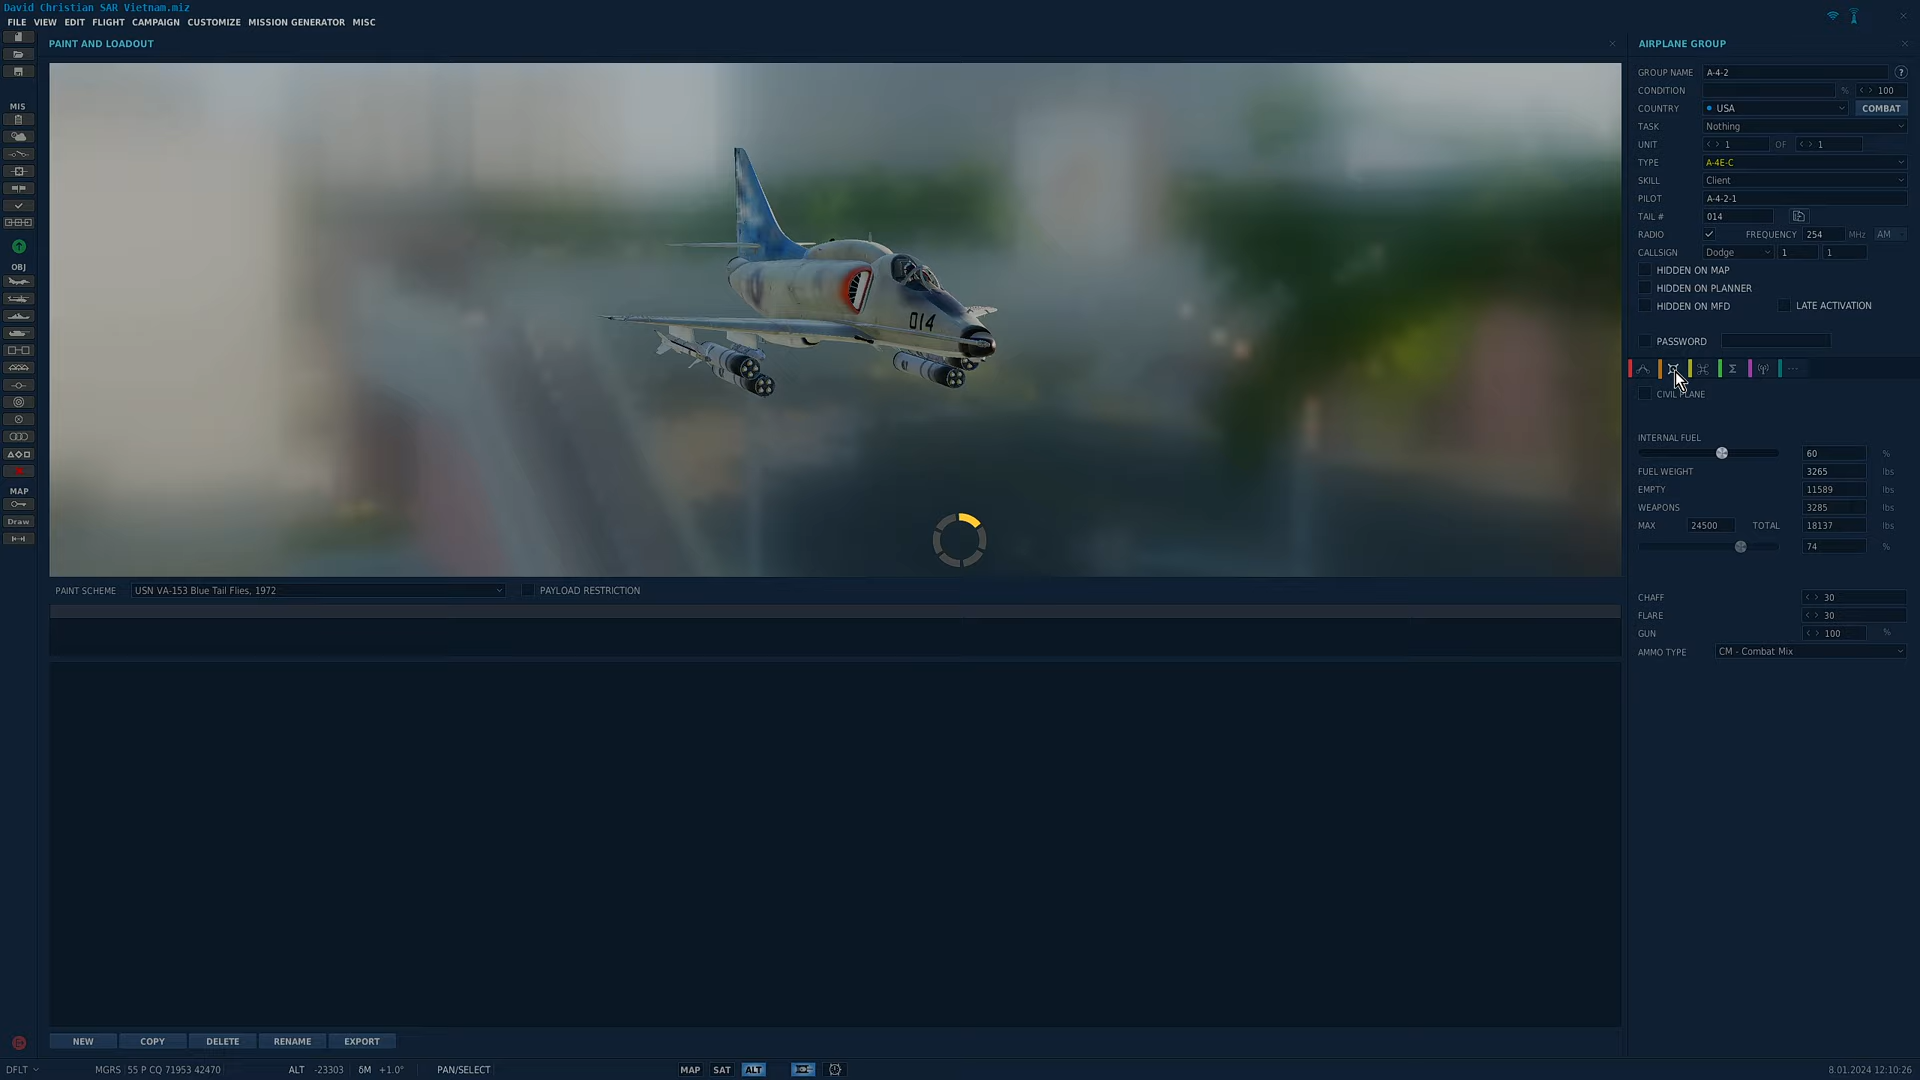 David Christian SAR Vietnam.miz
FILE VIEW EDIT FLIGHT CAMPAIGN CUSTOMIZE MISSION GENERATOR MISC
PAINT AND LOADOUT
AIRPLANE GROUP
GROUP NAME A-4-2 ?
CONDITION % < > 100
COUNTRY USA COMBAT
TASK Nothing
UNIT < > 1 OF < > 1
TYPE A-4E-C
SKILL Client
PILOT A-4-2-1
TAIL # 014
RADIO FREQUENCY 254 MHz AM
CALLSIGN Dodge 1 1
HIDDEN ON MAP
HIDDEN ON PLANNER
HIDDEN ON MFD LATE ACTIVATION
PASSWORD
CIVIL PLANE
INTERNAL FUEL
60 %
FUEL WEIGHT 3265 lbs
EMPTY 11589 lbs
WEAPONS 3285 lbs
MAX 24500 TOTAL 18137 lbs
74 %
CHAFF < > 30
FLARE < > 30
GUN < > 100 %
AMMO TYPE CM - Combat Mix
MIS
OBJ
MAP
Draw
014
PAINT SCHEME USN VA-153 Blue Tail Flies, 1972 PAYLOAD RESTRICTION
NEW COPY DELETE RENAME EXPORT
DFLT MGRS 55 P CQ 71953 42470 ALT -23303 δM +1.0° PAN/SELECT MAP SAT ALT 8.01.2024 12:10:26